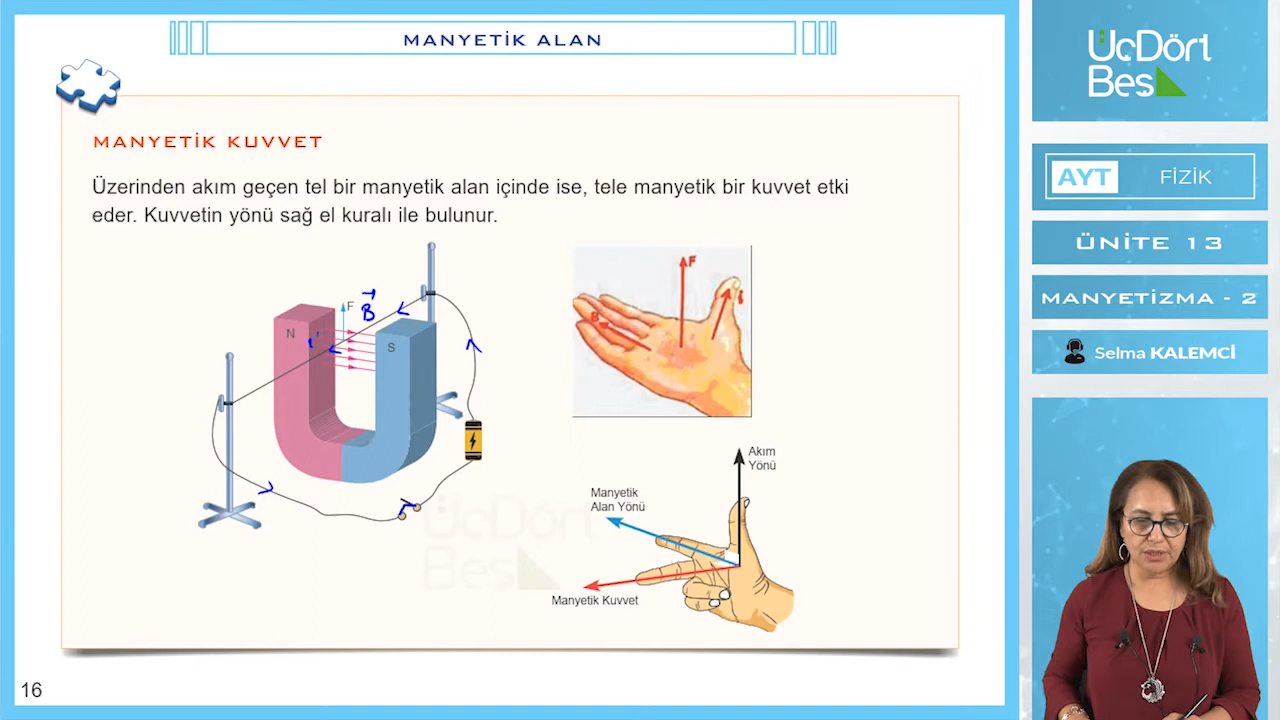 MANYETİK ALAN
MANYETİK KUVVET
Üzerinden akım geçen tel bir manyetik alan içinde ise, tele manyetik bir kuvvet etki
eder. Kuvvetin yönü sağ el kuralı ile bulunur.
F
B
N
S
i
F
B
i
Akım
Yönü
Manyetik
Alan Yönü
Manyetik Kuvvet
ÜçDört
Beş
16
ÜçDört
Beş
AYT FİZİK
ÜNİTE 13
MANYETİZMA - 2
Selma KALEMCİ